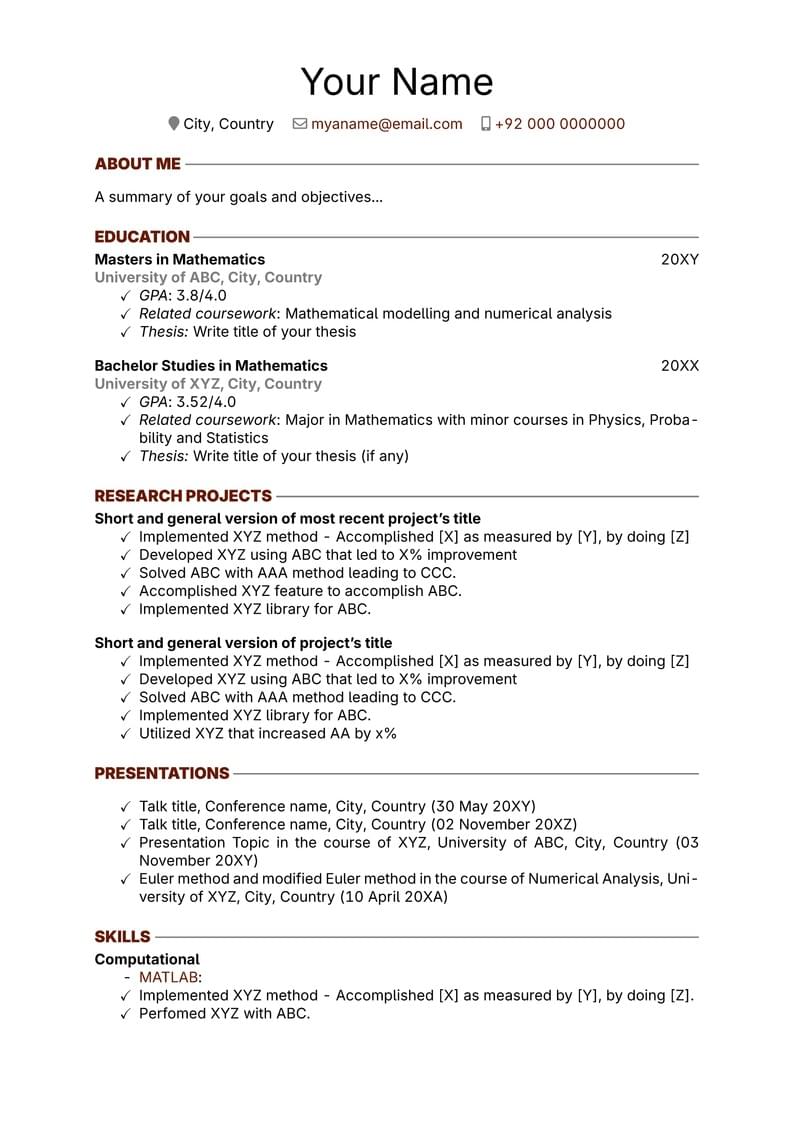 Your Name
City, Country myaname@email.com +92 000 0000000
ABOUT ME
A summary of your goals and objectives...
EDUCATION
Masters in Mathematics 20XY
University of ABC, City, Country
✓ GPA: 3.8/4.0
✓ Related coursework: Mathematical modelling and numerical analysis
✓ Thesis: Write title of your thesis
Bachelor Studies in Mathematics 20XX
University of XYZ, City, Country
✓ GPA: 3.52/4.0
✓ Related coursework: Major in Mathematics with minor courses in Physics, Proba-
bility and Statistics
✓ Thesis: Write title of your thesis (if any)
RESEARCH PROJECTS
Short and general version of most recent project's title
✓ Implemented XYZ method - Accomplished [X] as measured by [Y], by doing [Z]
✓ Developed XYZ using ABC that led to X% improvement
✓ Solved ABC with AAA method leading to CCC.
✓ Accomplished XYZ feature to accomplish ABC.
✓ Implemented XYZ library for ABC.
Short and general version of project's title
✓ Implemented XYZ method - Accomplished [X] as measured by [Y], by doing [Z]
✓ Developed XYZ using ABC that led to X% improvement
✓ Solved ABC with AAA method leading to CCC.
✓ Implemented XYZ library for ABC.
✓ Utilized XYZ that increased AA by x%
PRESENTATIONS
✓ Talk title, Conference name, City, Country (30 May 20XY)
✓ Talk title, Conference name, City, Country (02 November 20XZ)
✓ Presentation Topic in the course of XYZ, University of ABC, City, Country (03
November 20XY)
✓ Euler method and modified Euler method in the course of Numerical Analysis, Uni-
versity of XYZ, City, Country (10 April 20XA)
SKILLS
Computational
- MATLAB:
✓ Implemented XYZ method - Accomplished [X] as measured by [Y], by doing [Z].
✓ Perfomed XYZ with ABC.